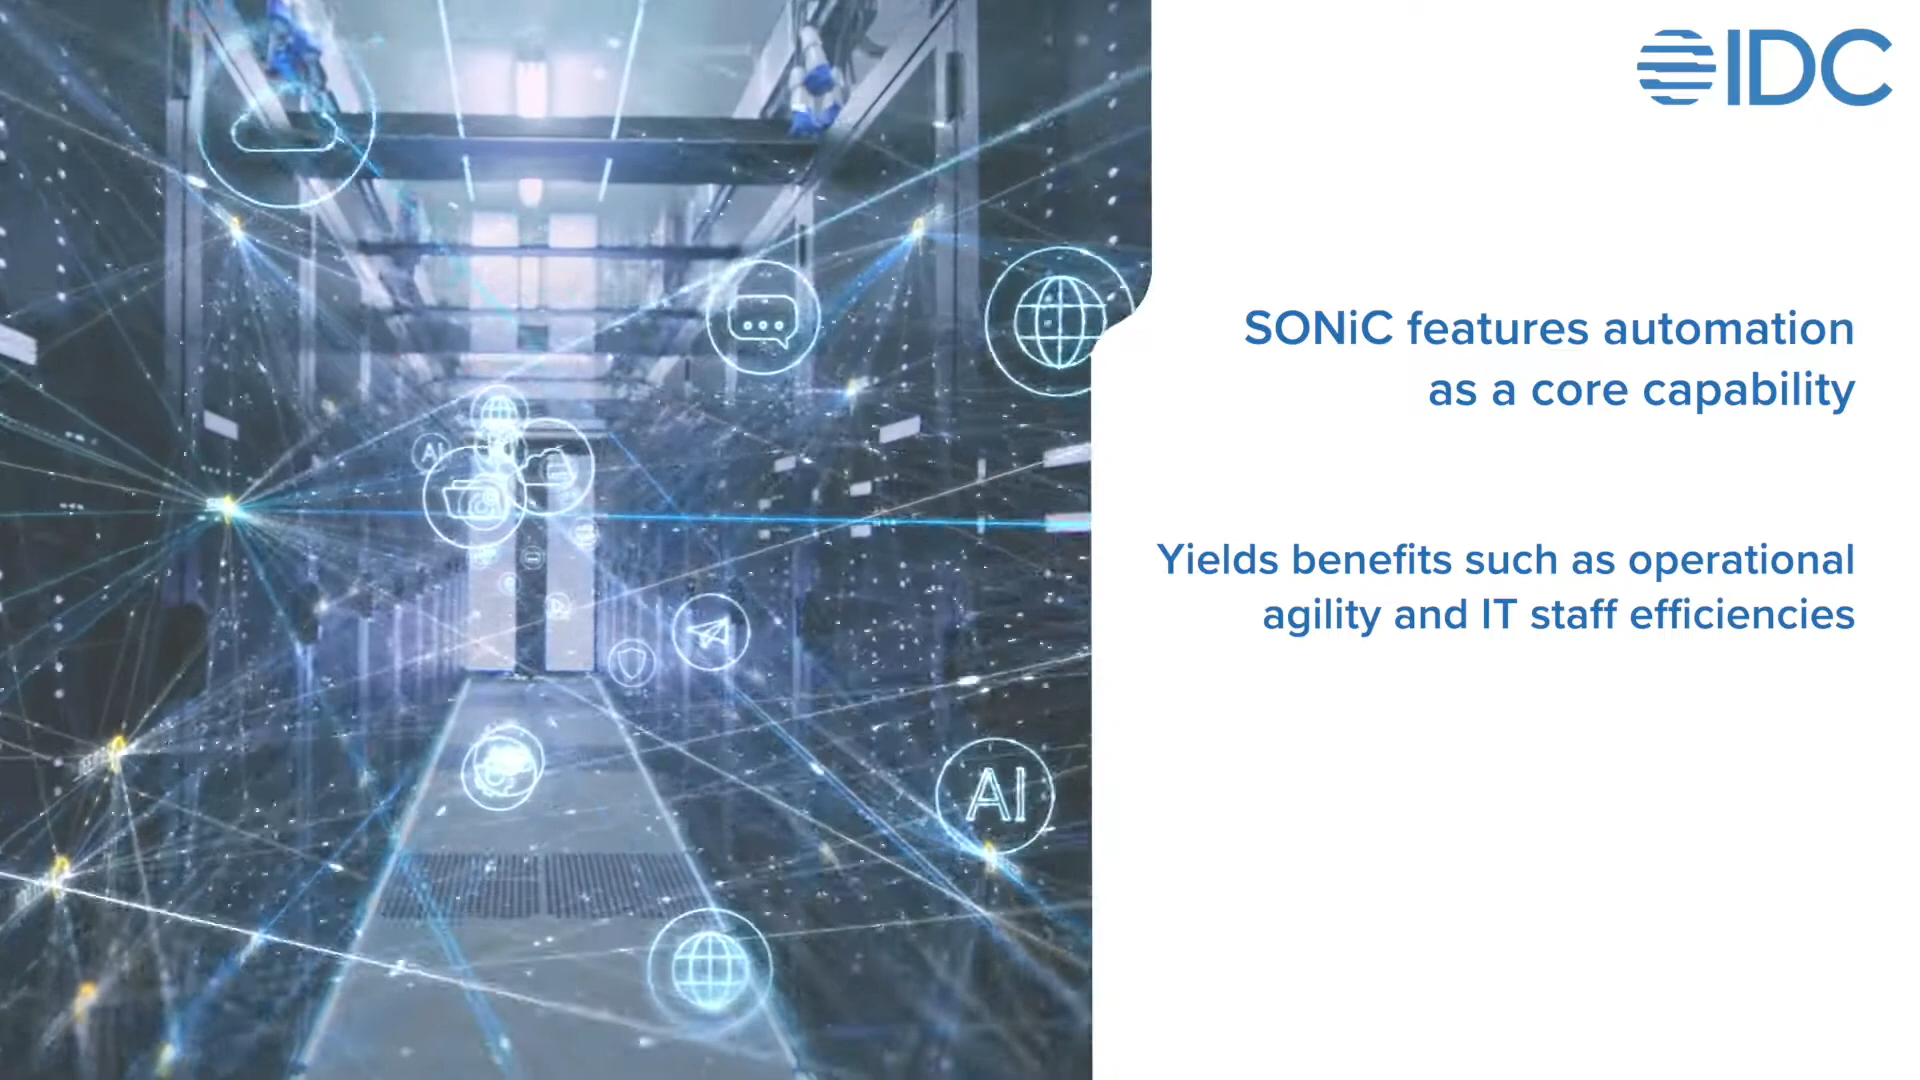 IDC
SONiC features automation
as a core capability
Yields benefits such as operational
agility and IT staff efficiencies
AI
AI